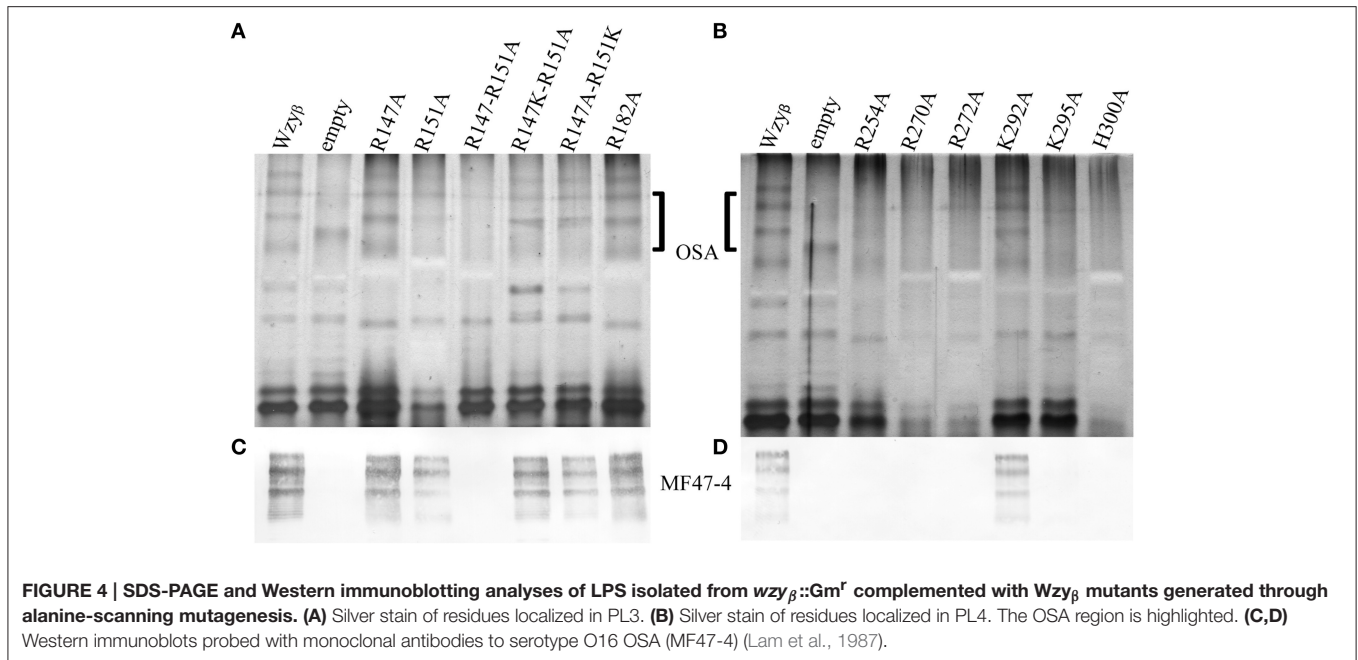 A
B
Wzyβ
empty
R147A
R151A
R147-R151A
R147K-R151A
R147A-R151K
R182A
Wzyβ
empty
R254A
R270A
R272A
K292A
K295A
H300A
OSA
C
D
MF47-4
FIGURE 4 | SDS-PAGE and Western immunoblotting analyses of LPS isolated from wzyβ::Gmʳ complemented with Wzyβ mutants generated through
alanine-scanning mutagenesis. (A) Silver stain of residues localized in PL3. (B) Silver stain of residues localized in PL4. The OSA region is highlighted. (C,D)
Western immunoblots probed with monoclonal antibodies to serotype O16 OSA (MF47-4) (Lam et al., 1987).